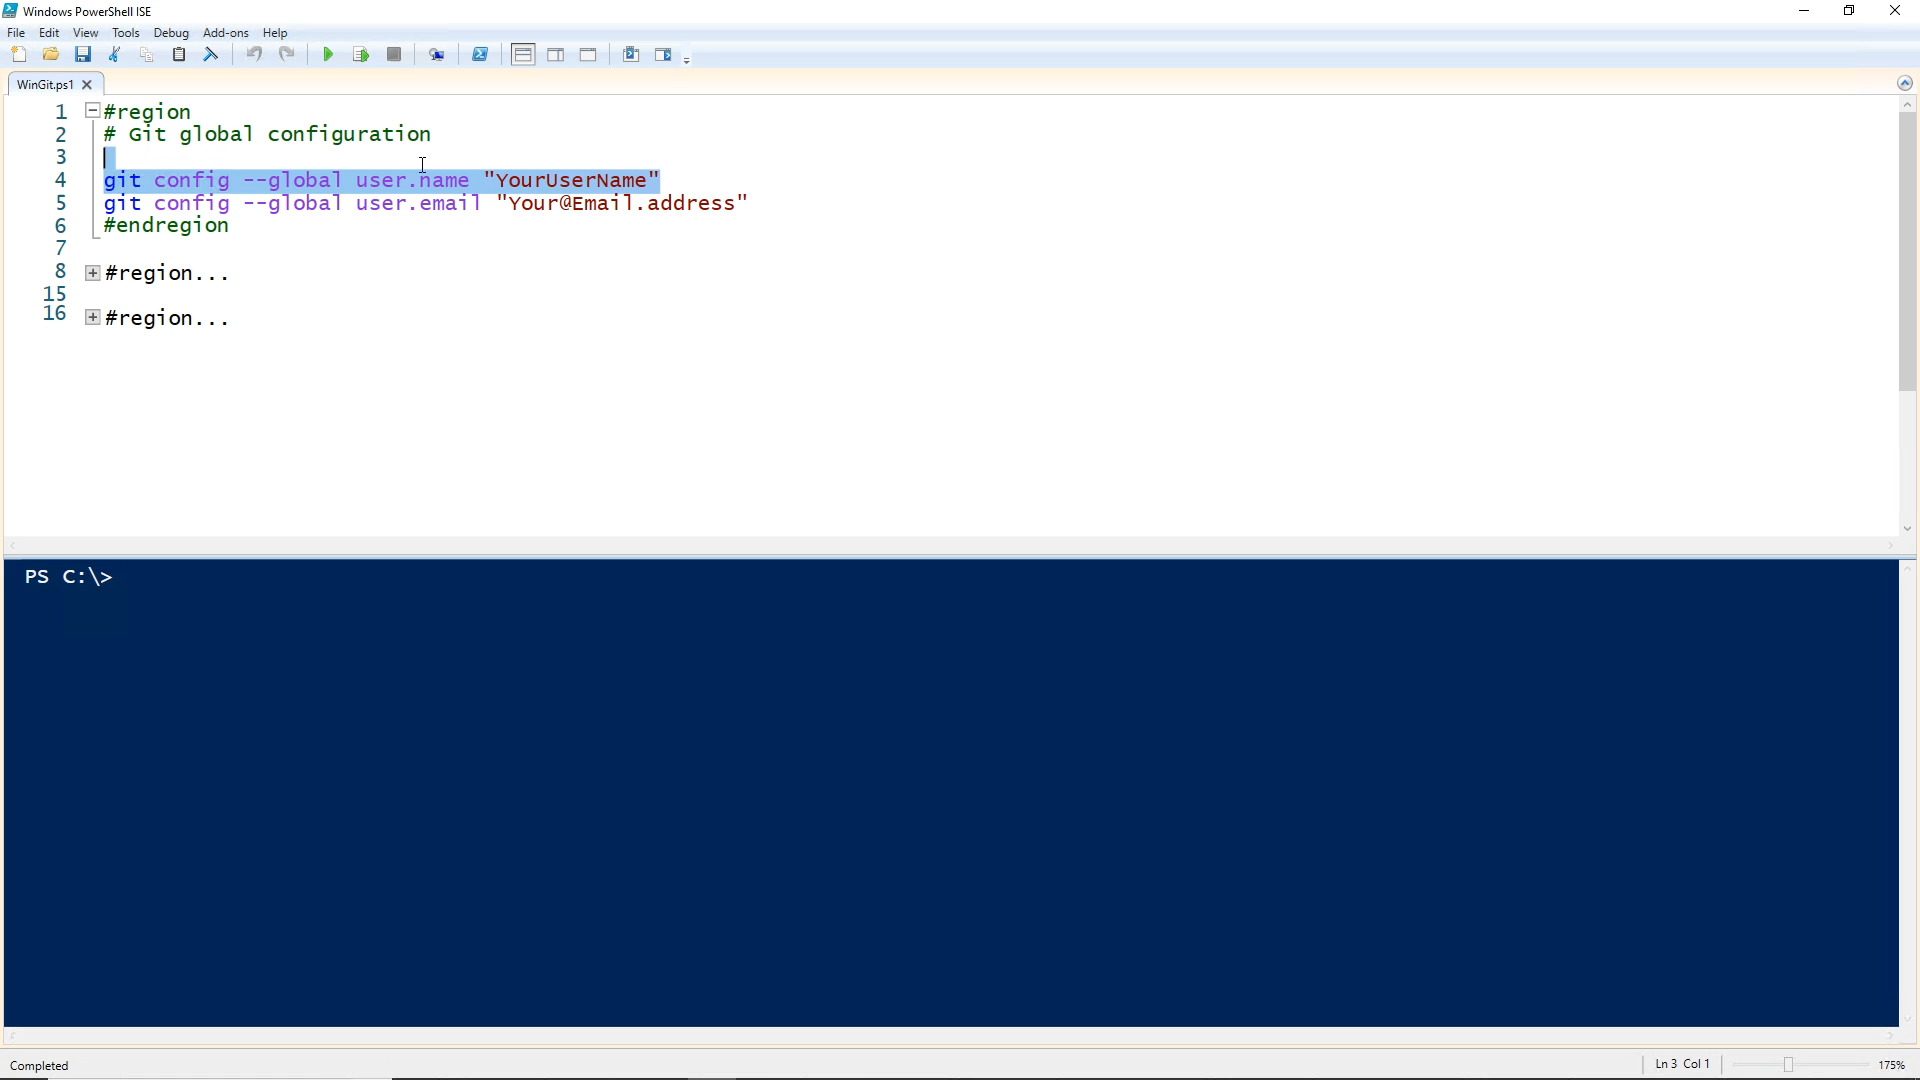 Windows PowerShell ISE
File Edit View Tools Debug Add-ons Help
WinGit.ps1
1 #region
2 # Git global configuration
3
4 git config --global user.name "YourUserName"
5 git config --global user.email "Your@Email.address"
6 #endregion
7
8 #region...
15
16 #region...
PS C:\>
Completed Ln 3 Col 1 175%